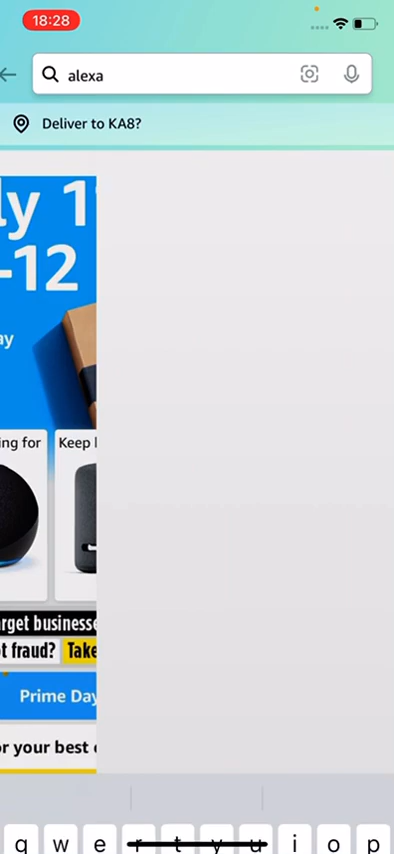 18:28
alexa
Deliver to KA8?
ly 1
-12
ay
ing for
Keep
arget businesse
t fraud? Take
Prime Day
or your best
q w e r t y u i o p